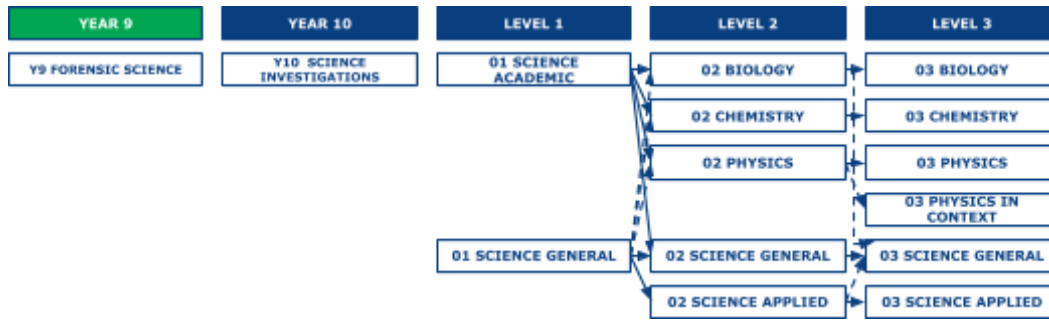 YEAR 9
YEAR 10
LEVEL 1
LEVEL 2
LEVEL 3
Y9 FORENSIC SCIENCE
Y10 SCIENCE
INVESTIGATIONS
01 SCIENCE
ACADEMIC
02 BIOLOGY
03 BIOLOGY
02 CHEMISTRY
03 CHEMISTRY
02 PHYSICS
03 PHYSICS
03 PHYSICS IN
CONTEXT
01 SCIENCE GENERAL
02 SCIENCE GENERAL
03 SCIENCE GENERAL
02 SCIENCE APPLIED
03 SCIENCE APPLIED